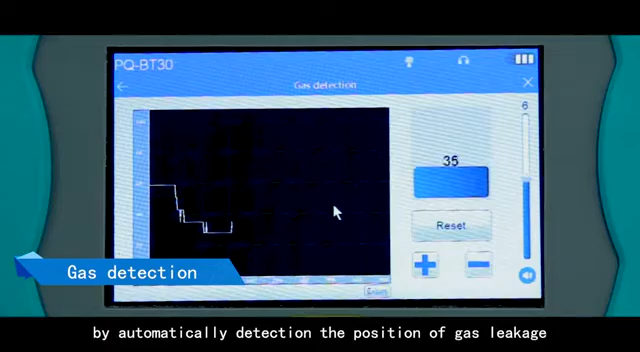 PQ-BT30
Gas detection
6
35
Reset
Gas detection
by automatically detection the position of gas leakage